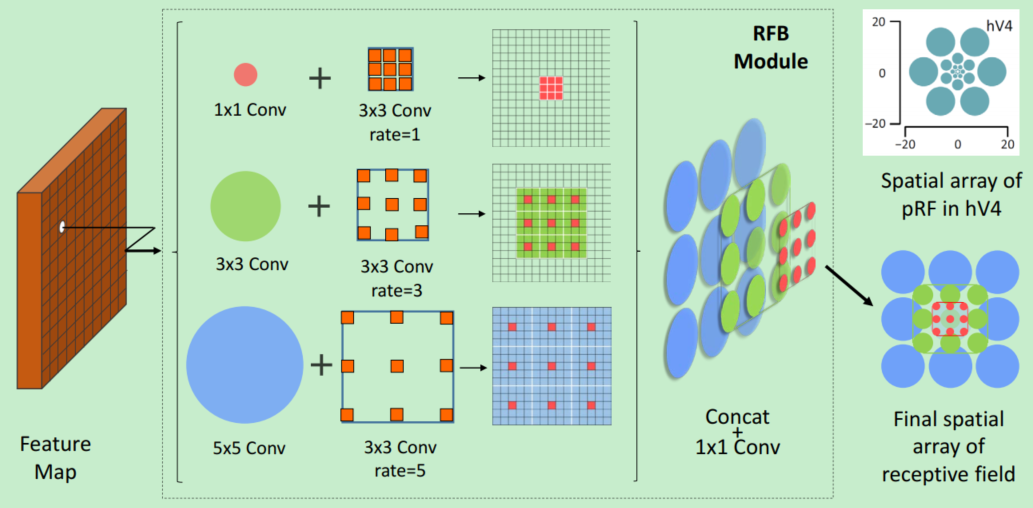 Feature
Map
1x1 Conv
+
3x3 Conv
rate=1
3x3 Conv
+
3x3 Conv
rate=3
5x5 Conv
+
3x3 Conv
rate=5
RFB
Module
Concat
+
1x1 Conv
hV4
20
0
−20
−20
0
20
Spatial array of
pRF in hV4
Final spatial
array of
receptive field